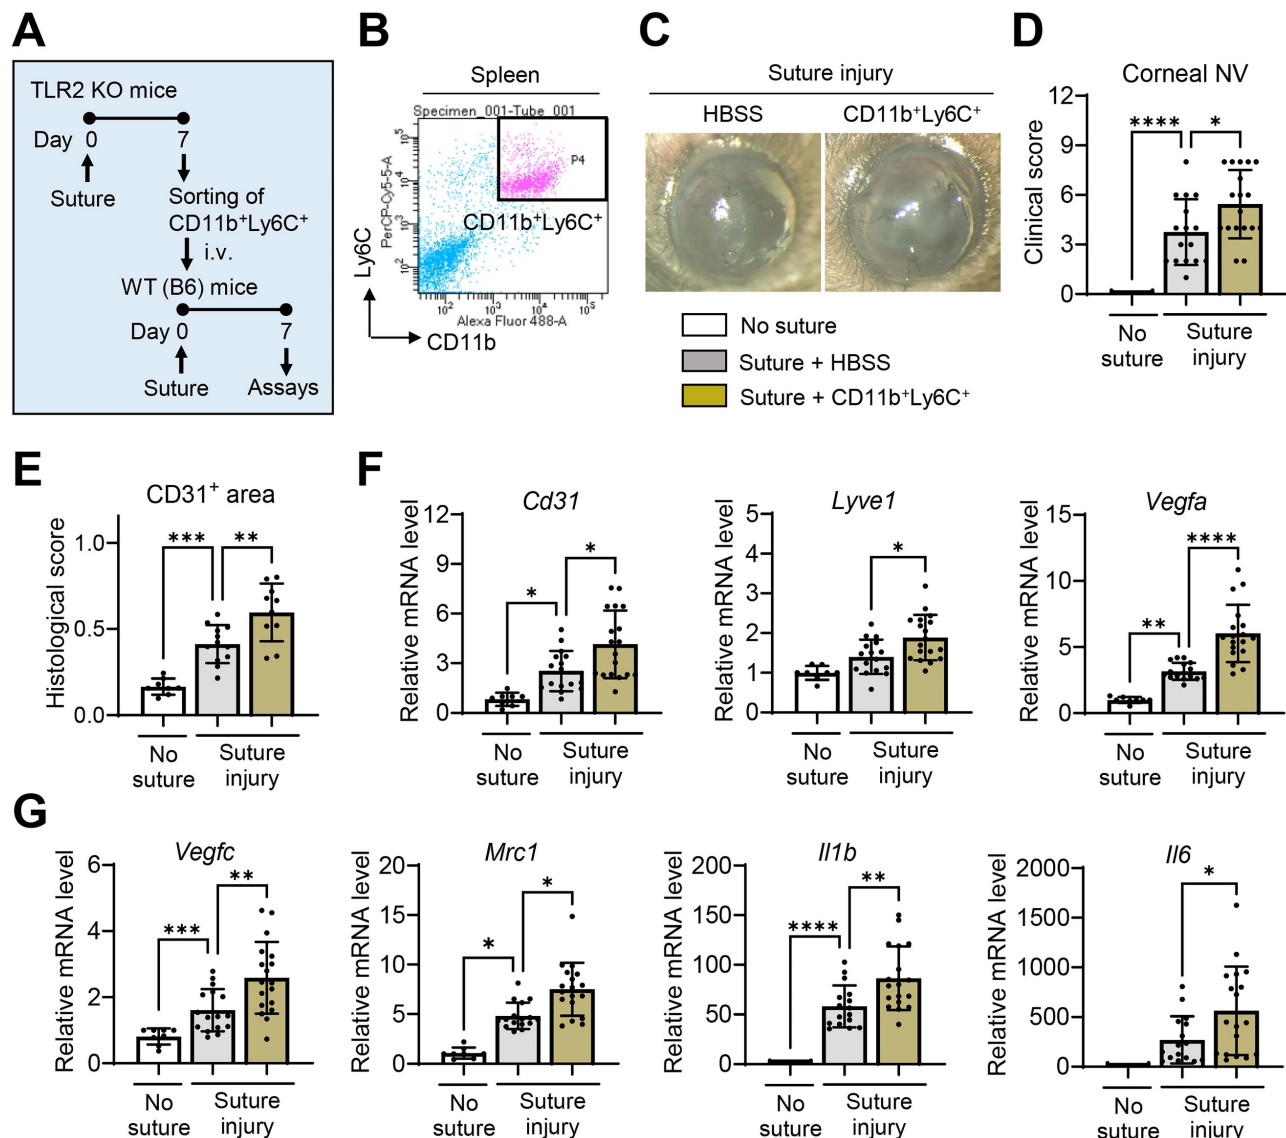 A
TLR2 KO mice
Day 0 7
Suture
Sorting of
CD11b⁺Ly6C⁺
i.v.
WT (B6) mice
Day 0 7
Suture Assays
B
Spleen
Specimen_001-Tube_001
P4
CD11b⁺Ly6C⁺
PerCP-Cy5-5-A
10⁵
10⁴
10³
10²
10² 10³ 10⁴ 10⁵
Alexa Fluor 488-A
Ly6C
CD11b
C
Suture injury
HBSS CD11b⁺Ly6C⁺
No suture
Suture + HBSS
Suture + CD11b⁺Ly6C⁺
D
Corneal NV
Clinical score
12
9
6
3
0
**** *
No
suture
Suture
injury
E
CD31⁺ area
Histological score
1.0
0.5
0.0
*** **
No
suture
Suture
injury
F
Cd31
Relative mRNA level
12
9
6
3
0
* *
No
suture
Suture
injury
Lyve1
Relative mRNA level
5
4
3
2
1
0
*
No
suture
Suture
injury
Vegfa
Relative mRNA level
15
10
5
0
** ****
No
suture
Suture
injury
G
Vegfc
Relative mRNA level
6
4
2
0
*** **
No
suture
Suture
injury
Mrc1
Relative mRNA level
20
15
10
5
0
* *
No
suture
Suture
injury
Il1b
Relative mRNA level
200
150
100
50
0
**** **
No
suture
Suture
injury
Il6
Relative mRNA level
2000
1500
1000
500
0
*
No
suture
Suture
injury